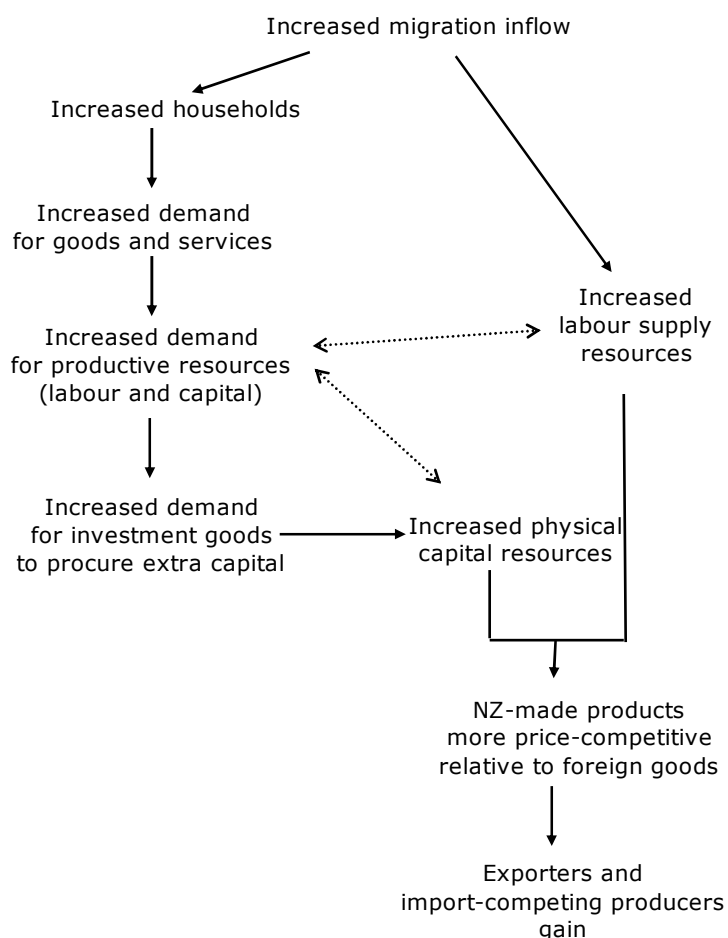 Increased migration inflow
Increased households
Increased demand
for goods and services
Increased
labour supply
resources
Increased demand
for productive resources
(labour and capital)
Increased demand
for investment goods
to procure extra capital
Increased physical
capital resources
NZ-made products
more price-competitive
relative to foreign goods
Exporters and
import-competing producers
gain